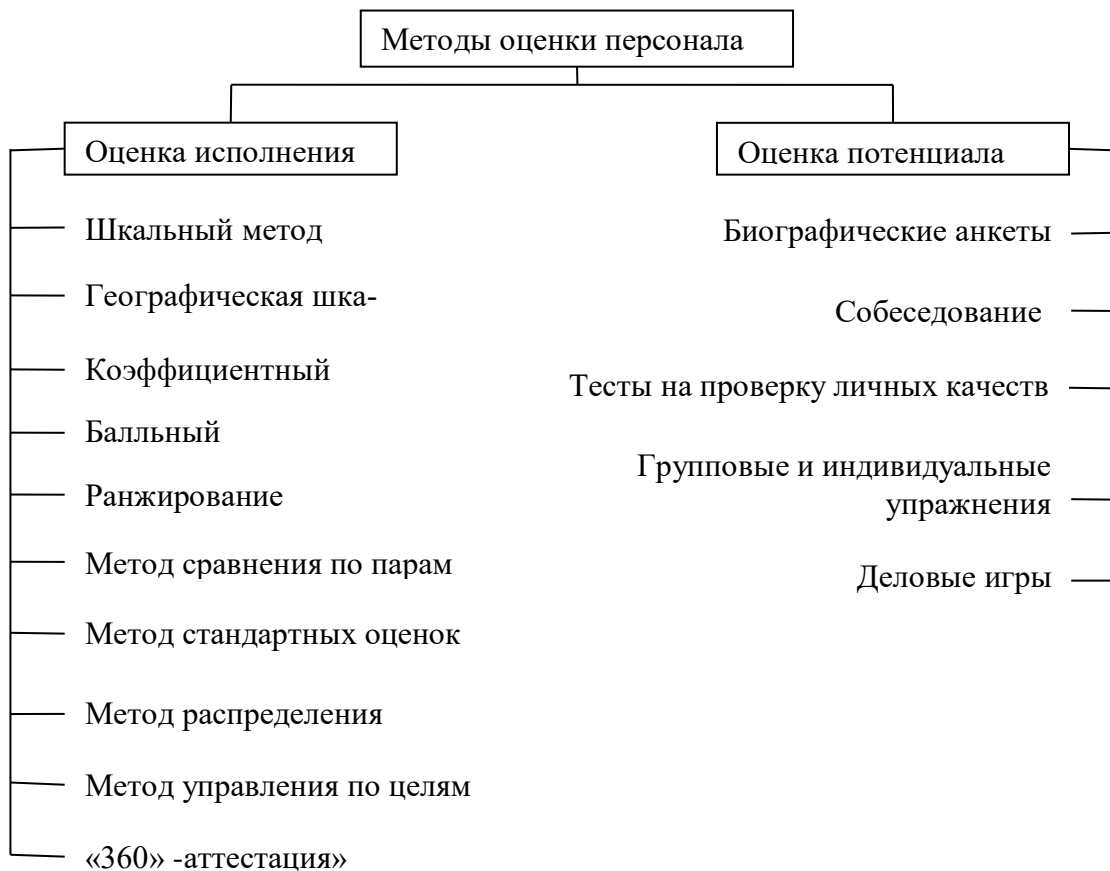 Методы оценки персонала
Оценка исполнения
Шкальный метод
Географическая шка-
Коэффициентный
Балльный
Ранжирование
Метод сравнения по парам
Метод стандартных оценок
Метод распределения
Метод управления по целям
«360» -аттестация»
Оценка потенциала
Биографические анкеты
Собеседование
Тесты на проверку личных качеств
Групповые и индивидуальные
упражнения
Деловые игры